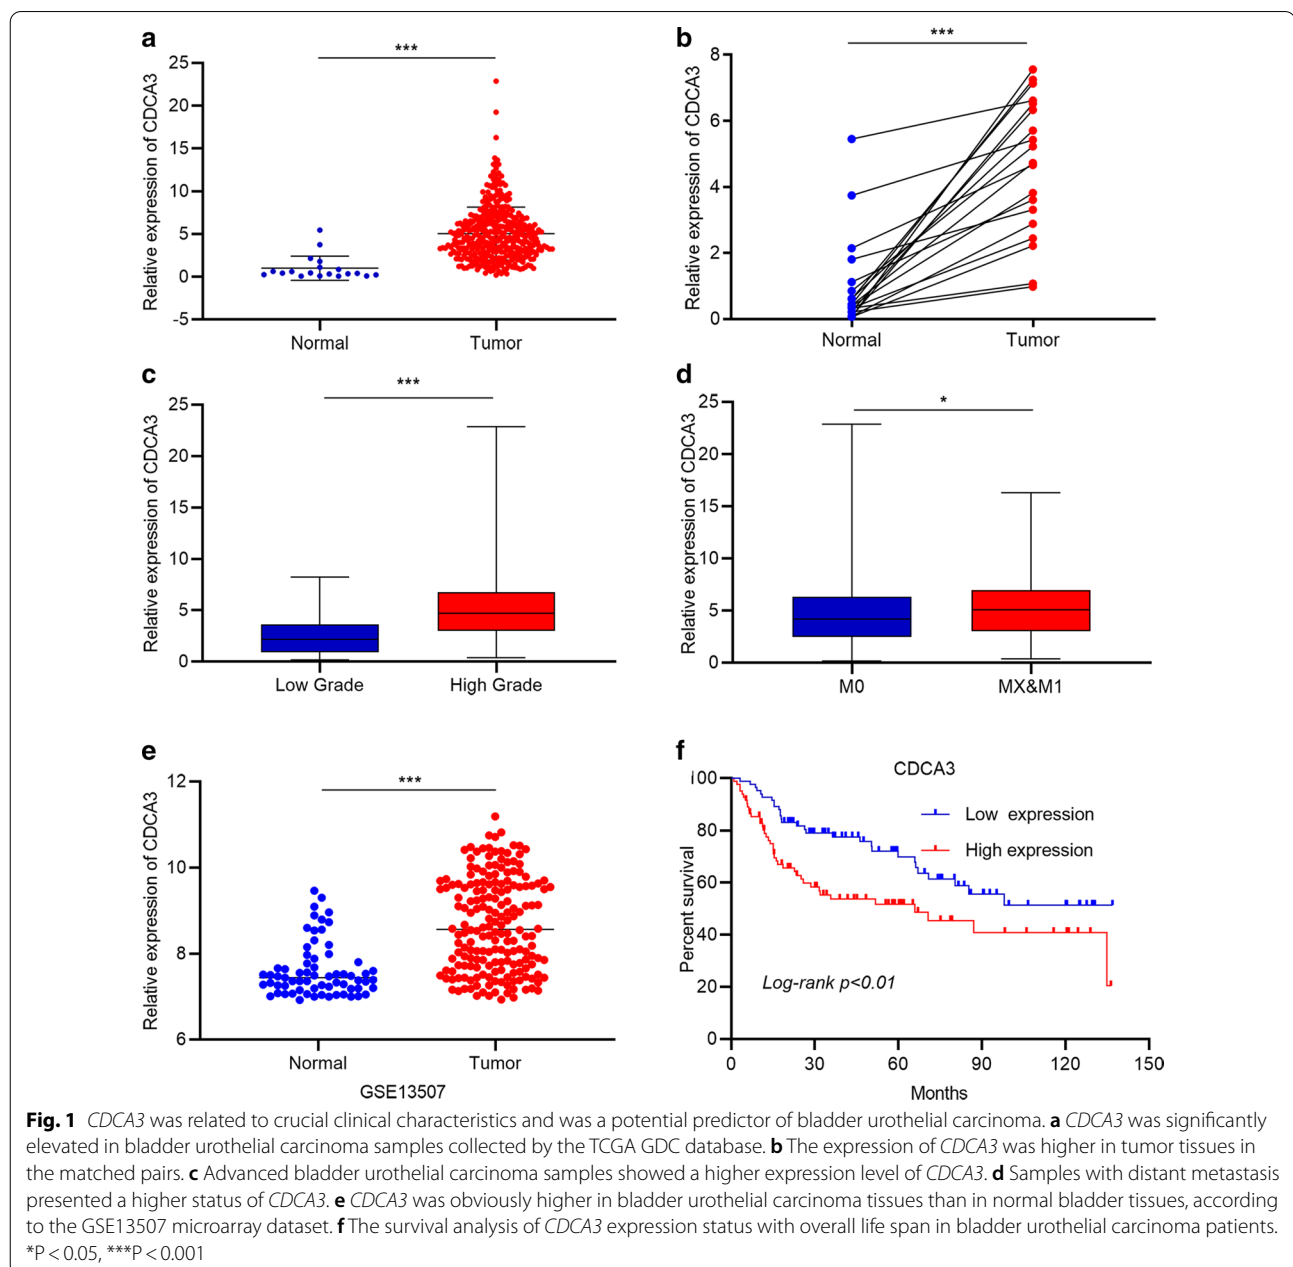 a
***
25
20
15
10
5
0
-5
Relative expression of CDCA3
Normal
Tumor
b
***
8
6
4
2
0
Relative expression of CDCA3
Normal
Tumor
c
***
25
20
15
10
5
0
Relative expression of CDCA3
Low Grade
High Grade
d
*
25
20
15
10
5
0
Relative expression of CDCA3
M0
MX&M1
e
***
12
10
8
6
Relative expression of CDCA3
Normal
Tumor
GSE13507
f
CDCA3
100
80
60
40
20
0
Percent survival
Low expression
High expression
Log-rank p<0.01
0
30
60
90
120
150
Months
Fig. 1 CDCA3 was related to crucial clinical characteristics and was a potential predictor of bladder urothelial carcinoma. a CDCA3 was significantly
elevated in bladder urothelial carcinoma samples collected by the TCGA GDC database. b The expression of CDCA3 was higher in tumor tissues in
the matched pairs. c Advanced bladder urothelial carcinoma samples showed a higher expression level of CDCA3. d Samples with distant metastasis
presented a higher status of CDCA3. e CDCA3 was obviously higher in bladder urothelial carcinoma tissues than in normal bladder tissues, according
to the GSE13507 microarray dataset. f The survival analysis of CDCA3 expression status with overall life span in bladder urothelial carcinoma patients.
*P < 0.05, ***P < 0.001